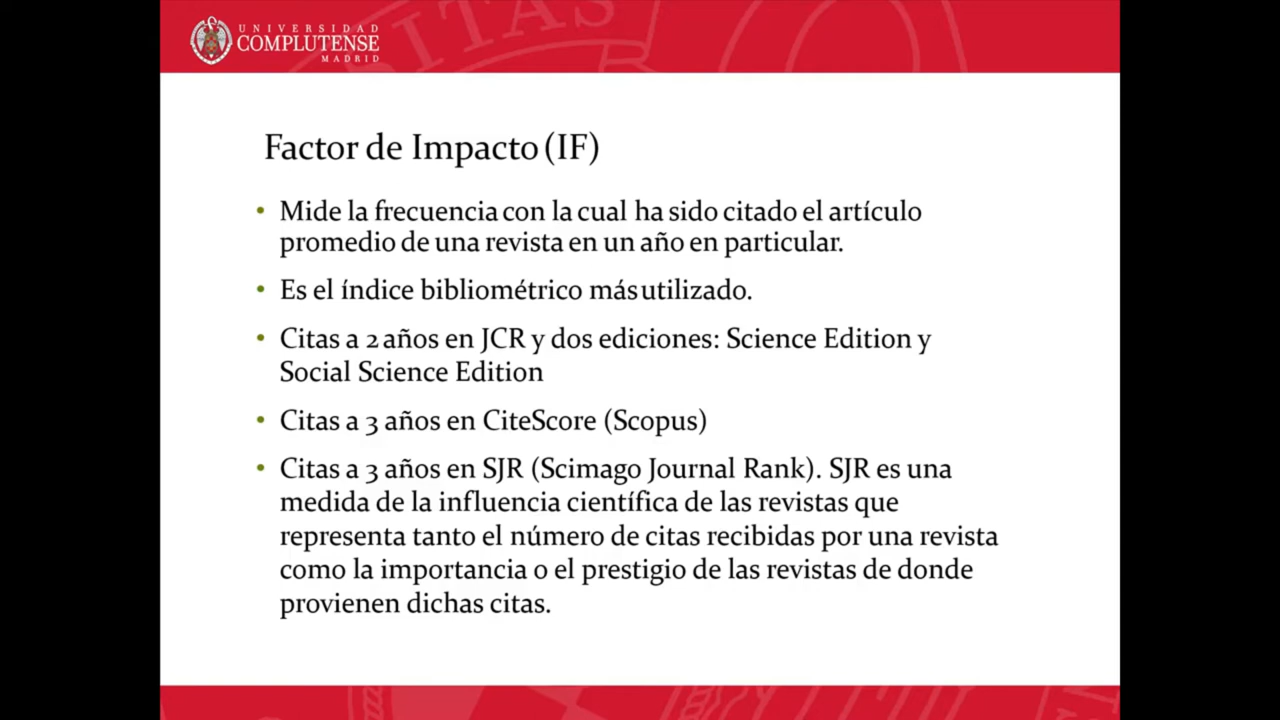 UNIVERSIDAD
COMPLUTENSE
MADRID
Factor de Impacto (IF)
• Mide la frecuencia con la cual ha sido citado el artículo
promedio de una revista en un año en particular.
• Es el índice bibliométrico más utilizado.
• Citas a 2 años en JCR y dos ediciones: Science Edition y
Social Science Edition
• Citas a 3 años en CiteScore (Scopus)
• Citas a 3 años en SJR (Scimago Journal Rank). SJR es una
medida de la influencia científica de las revistas que
representa tanto el número de citas recibidas por una revista
como la importancia o el prestigio de las revistas de donde
provienen dichas citas.